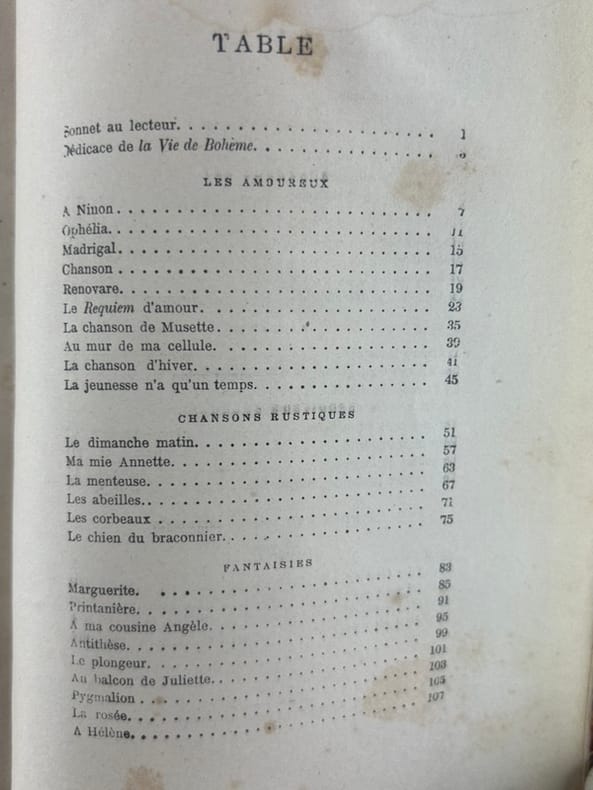 TABLE
Sonnet au lecteur. . . . . . . . . . . . . . 1
Dédicace de la Vie de Bohème. . . . . . . . . .
LES AMOUREUX
A Ninon. . . . . . . . . . . . . . . . . 7
Ophélia. . . . . . . . . . . . . . . . . 11
Madrigal. . . . . . . . . . . . . . . . . 15
Chanson . . . . . . . . . . . . . . . . . 17
Renovare. . . . . . . . . . . . . . . . . 19
Le Requiem d'amour. . . . . . . . . . . . . 23
La chanson de Musette . . . . . . . . . . . . 35
Au mur de ma cellule. . . . . . . . . . . . . 39
La chanson d'hiver. . . . . . . . . . . . . . 41
La jeunesse n'a qu'un temps. . . . . . . . . . 45
CHANSONS RUSTIQUES
Le dimanche matin. . . . . . . . . . . . . . 51
Ma mie Annette. . . . . . . . . . . . . . . 57
La menteuse. . . . . . . . . . . . . . . . 63
Les abeilles. . . . . . . . . . . . . . . . 67
Les corbeaux . . . . . . . . . . . . . . . 71
Le chien du braconnier. . . . . . . . . . . . 75
FANTAISIES
Marguerite. . . . . . . . . . . . . . . . 83
Printanière. . . . . . . . . . . . . . . . 85
A ma cousine Angèle. . . . . . . . . . . . . 91
Antithèse. . . . . . . . . . . . . . . . . 95
Le plongeur. . . . . . . . . . . . . . . . 99
Au balcon de Juliette. . . . . . . . . . . . . 101
Pygmalion . . . . . . . . . . . . . . . . 103
La rosée. . . . . . . . . . . . . . . . . 105
A Hélène. . . . . . . . . . . . . . . . . 107